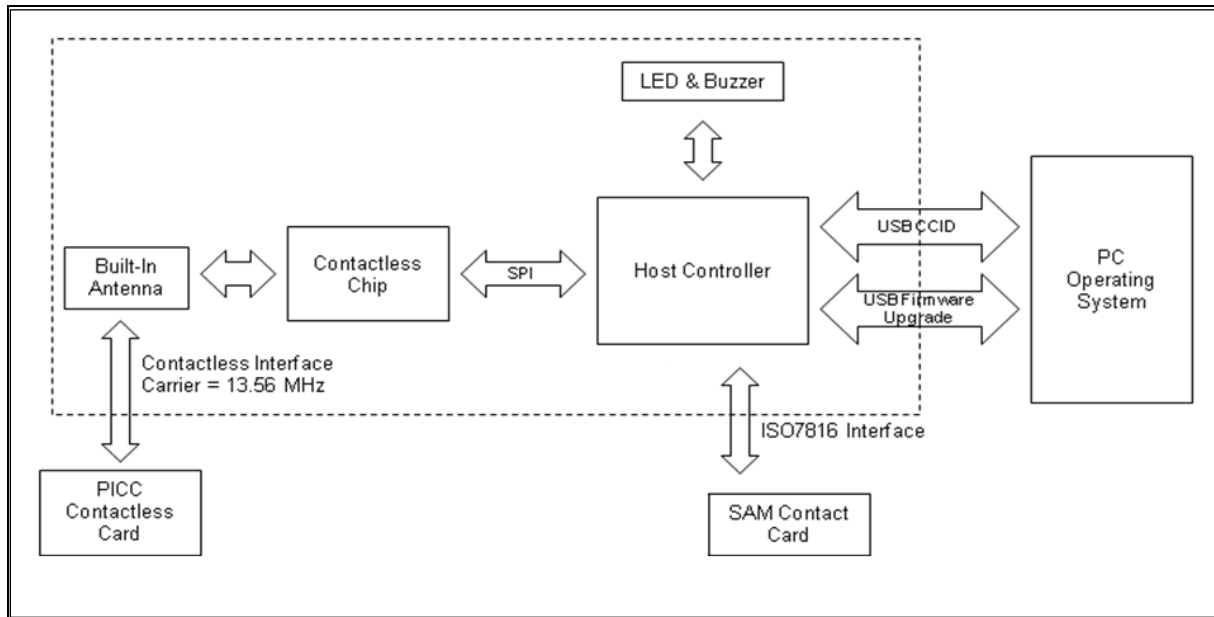 LED & Buzzer
Built-In
Antenna
Contactless
Chip
SPI
Host Controller
USB CCID
USB Firmware
Upgrade
PC
Operating
System
Contactless Interface
Carrier = 13.56 MHz
ISO7816 Interface
PICC
Contactless
Card
SAM Contact
Card